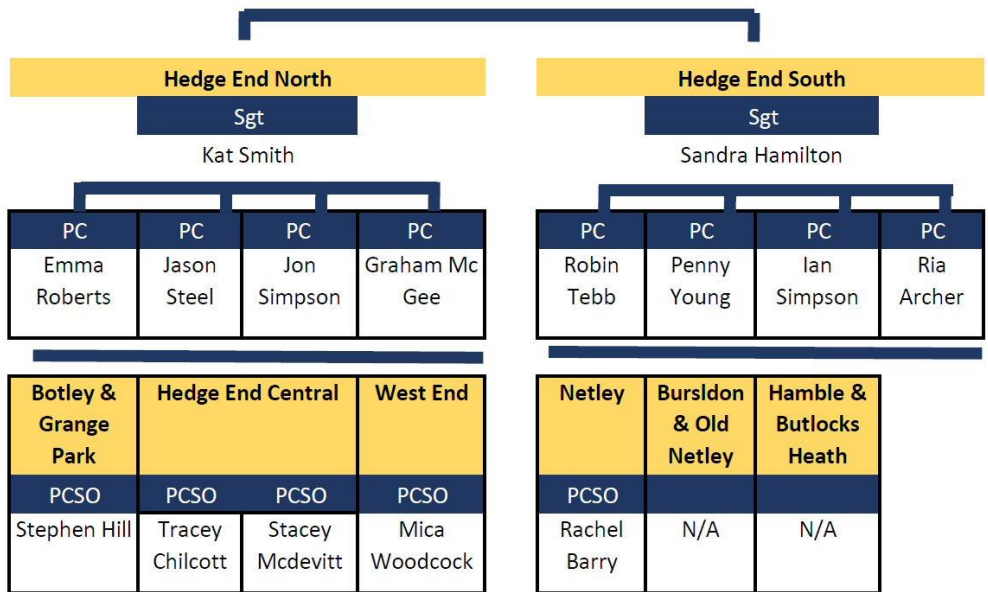 Hedge End North
Sgt
Kat Smith
PC
PC
PC
PC
Emma
Roberts
Jason
Steel
Jon
Simpson
Graham Mc
Gee
Botley &
Grange
Park
Hedge End Central
West End
PCSO
PCSO
PCSO
PCSO
Stephen Hill
Tracey
Chilcott
Stacey
Mcdevitt
Mica
Woodcock
Hedge End South
Sgt
Sandra Hamilton
PC
PC
PC
PC
Robin
Tebb
Penny
Young
Ian
Simpson
Ria
Archer
Netley
Bursldon
& Old
Netley
Hamble &
Butlocks
Heath
PCSO
Rachel
Barry
N/A
N/A